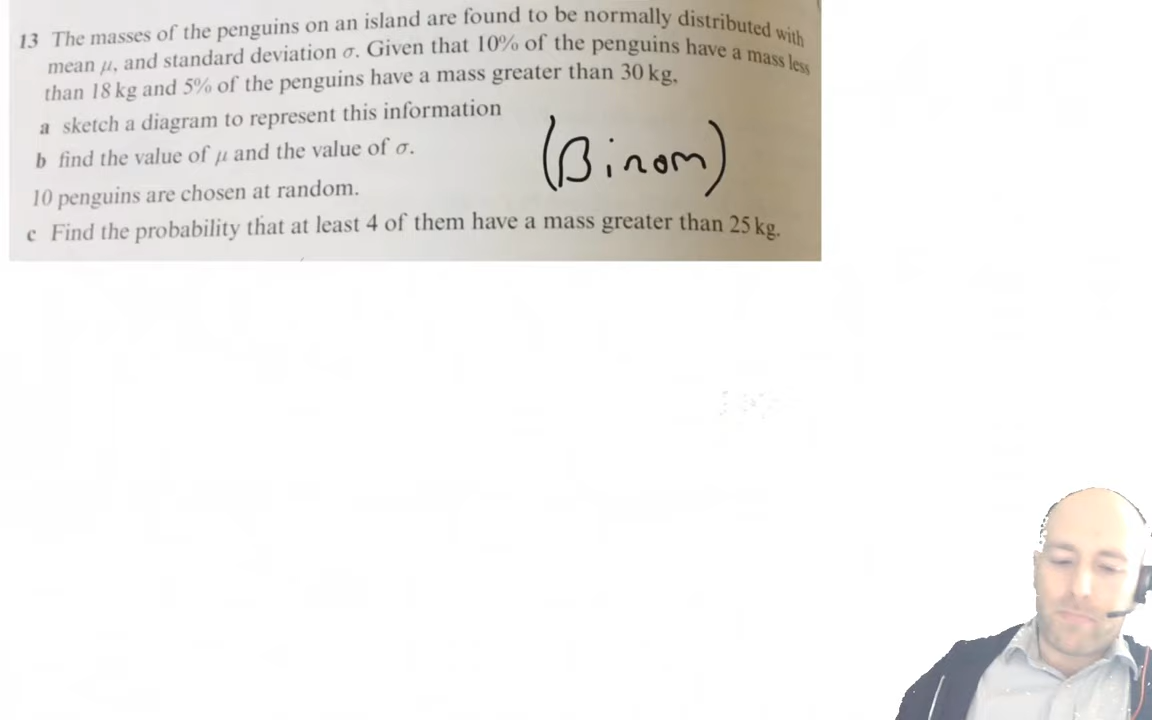 13 The masses of the penguins on an island are found to be normally distributed with
mean μ, and standard deviation σ. Given that 10% of the penguins have a mass less
than 18 kg and 5% of the penguins have a mass greater than 30 kg,
a sketch a diagram to represent this information
b find the value of μ and the value of σ.
(Binom)
10 penguins are chosen at random.
c Find the probability that at least 4 of them have a mass greater than 25 kg.